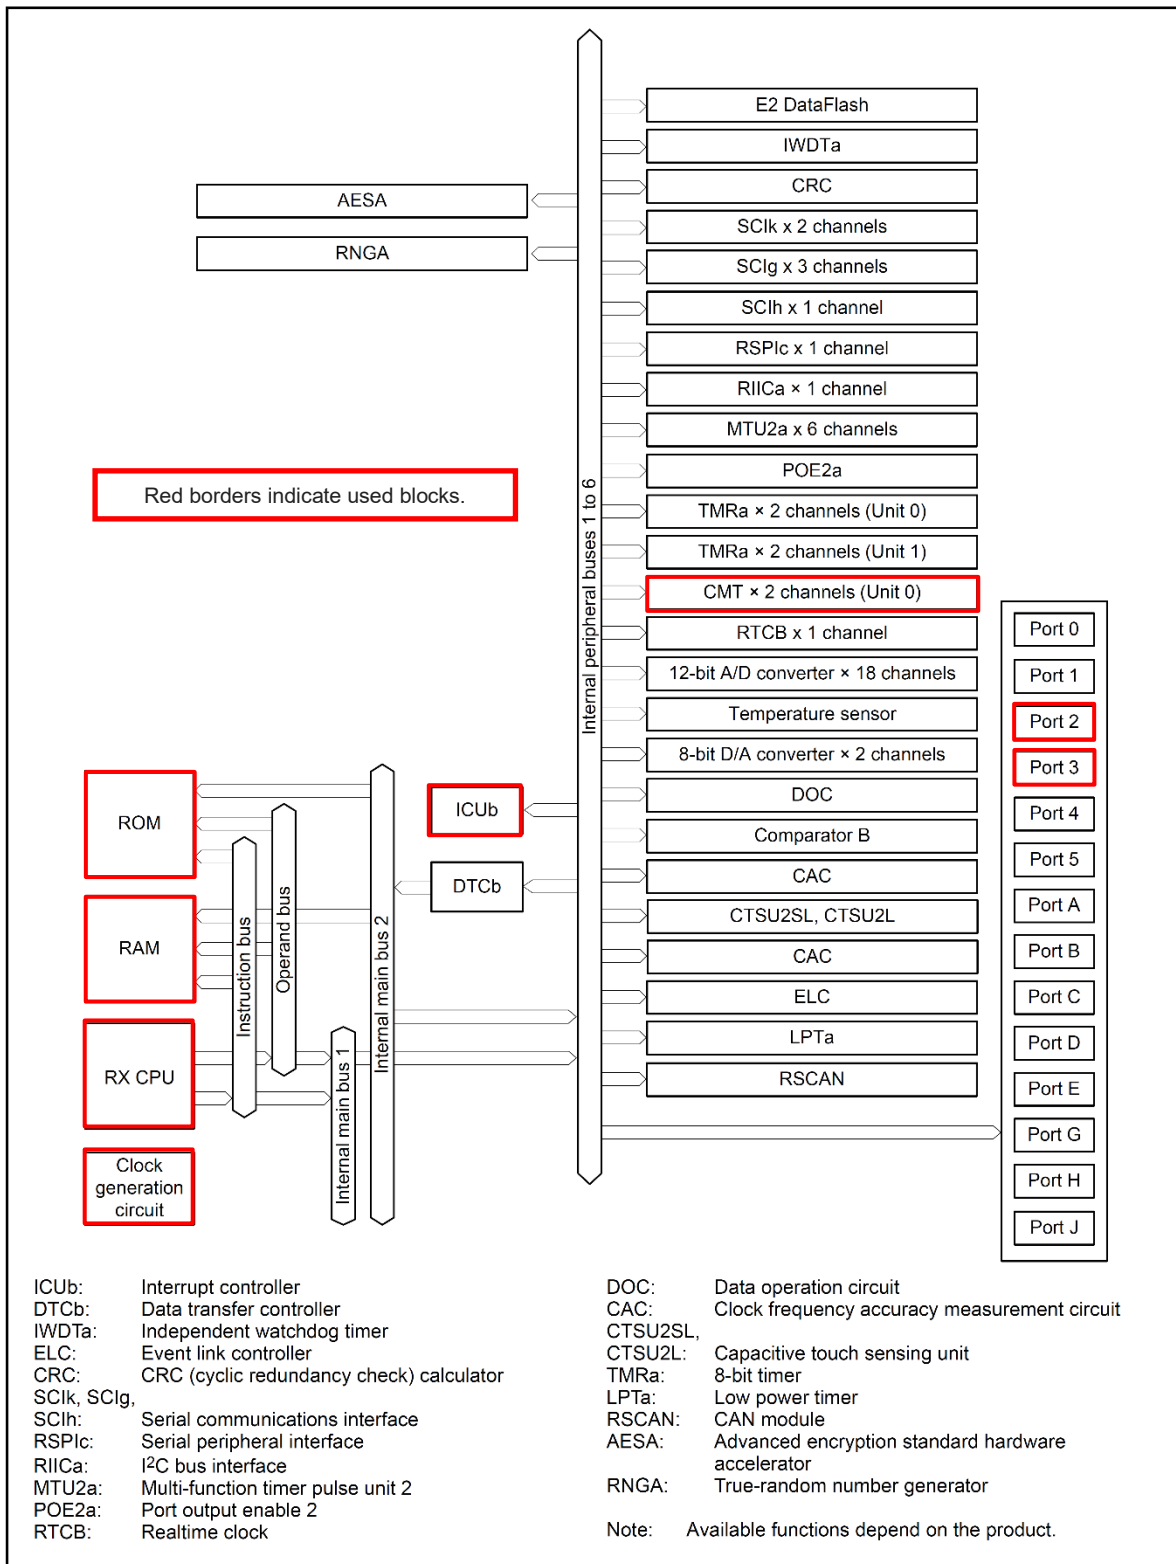 E2 DataFlash
IWDTa
CRC
AESA
SCIk x 2 channels
RNGA
SCIg x 3 channels
SCIh x 1 channel
RSPIc x 1 channel
RIICa × 1 channel
MTU2a x 6 channels
POE2a
Red borders indicate used blocks.
TMRa × 2 channels (Unit 0)
TMRa × 2 channels (Unit 1)
CMT × 2 channels (Unit 0)
RTCB x 1 channel
12-bit A/D converter × 18 channels
Temperature sensor
8-bit D/A converter × 2 channels
DOC
Comparator B
CAC
CTSU2SL, CTSU2L
CAC
ELC
LPTa
RSCAN
Internal peripheral buses 1 to 6
Port 0
Port 1
Port 2
Port 3
Port 4
Port 5
Port A
Port B
Port C
Port D
Port E
Port G
Port H
Port J
ROM
RAM
RX CPU
Clock
generation
circuit
Instruction bus
Operand bus
Internal main bus 1
Internal main bus 2
ICUb
DTCb
ICUb: Interrupt controller
DTCb: Data transfer controller
IWDTa: Independent watchdog timer
ELC: Event link controller
CRC: CRC (cyclic redundancy check) calculator
SCIk, SCIg,
SCIh: Serial communications interface
RSPIc: Serial peripheral interface
RIICa: I²C bus interface
MTU2a: Multi-function timer pulse unit 2
POE2a: Port output enable 2
RTCB: Realtime clock
DOC: Data operation circuit
CAC: Clock frequency accuracy measurement circuit
CTSU2SL,
CTSU2L: Capacitive touch sensing unit
TMRa: 8-bit timer
LPTa: Low power timer
RSCAN: CAN module
AESA: Advanced encryption standard hardware
accelerator
RNGA: True-random number generator
Note: Available functions depend on the product.